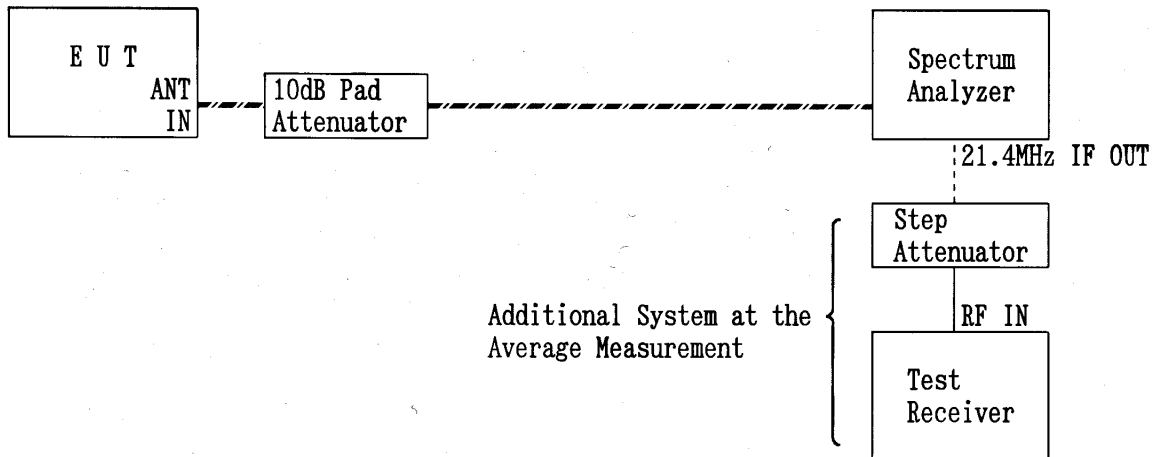 E U T
ANT
IN
10dB Pad
Attenuator
Spectrum
Analyzer
21.4MHz IF OUT
Step
Attenuator
Additional System at the
Average Measurement
RF IN
Test
Receiver